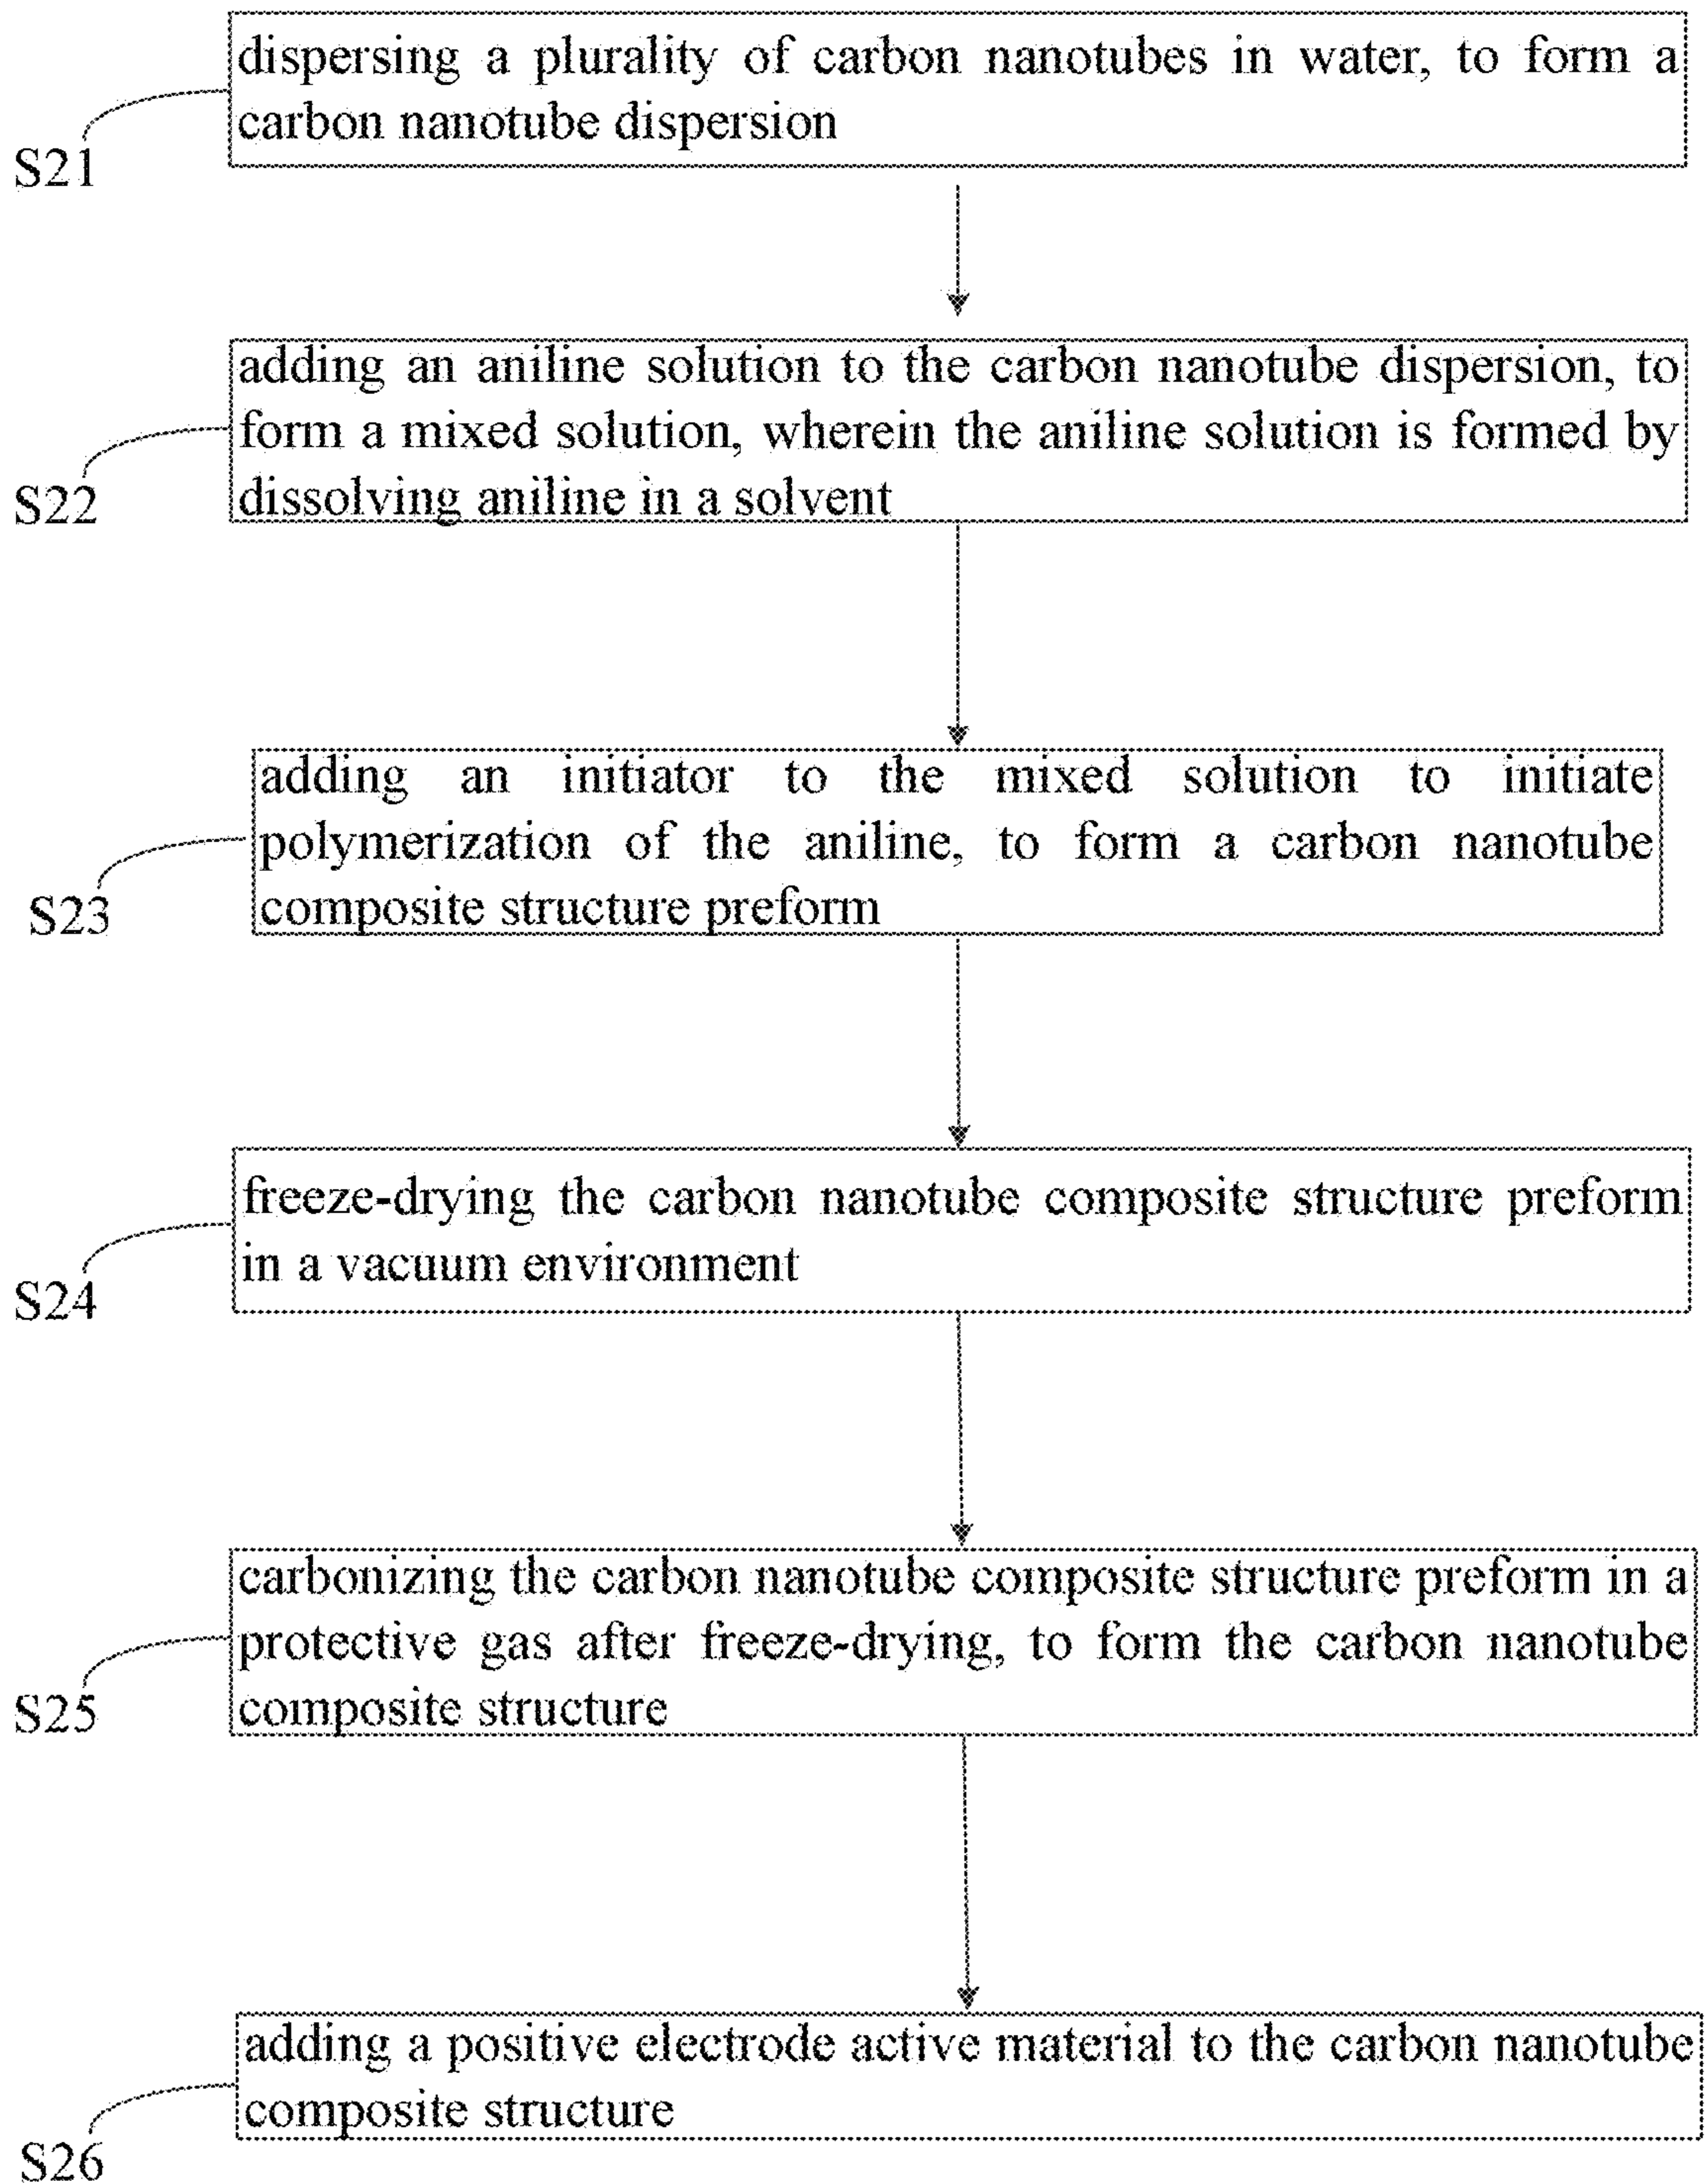 dispersing a plurality of carbon nanotubes in water, to form a
carbon nanotube dispersion
S21
adding an aniline solution to the carbon nanotube dispersion, to
form a mixed solution, wherein the aniline solution is formed by
dissolving aniline in a solvent
S22
adding an initiator to the mixed solution to initiate
polymerization of the aniline, to form a carbon nanotube
composite structure preform
S23
freeze-drying the carbon nanotube composite structure preform
in a vacuum environment
S24
carbonizing the carbon nanotube composite structure preform in a
protective gas after freeze-drying, to form the carbon nanotube
composite structure
S25
adding a positive electrode active material to the carbon nanotube
composite structure
S26